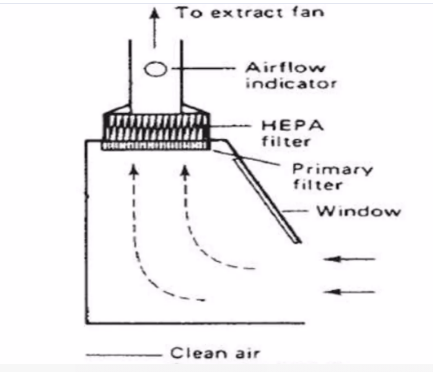 To extract fan
Airflow
indicator
HEPA
filter
Primary
filter
Window
Clean air